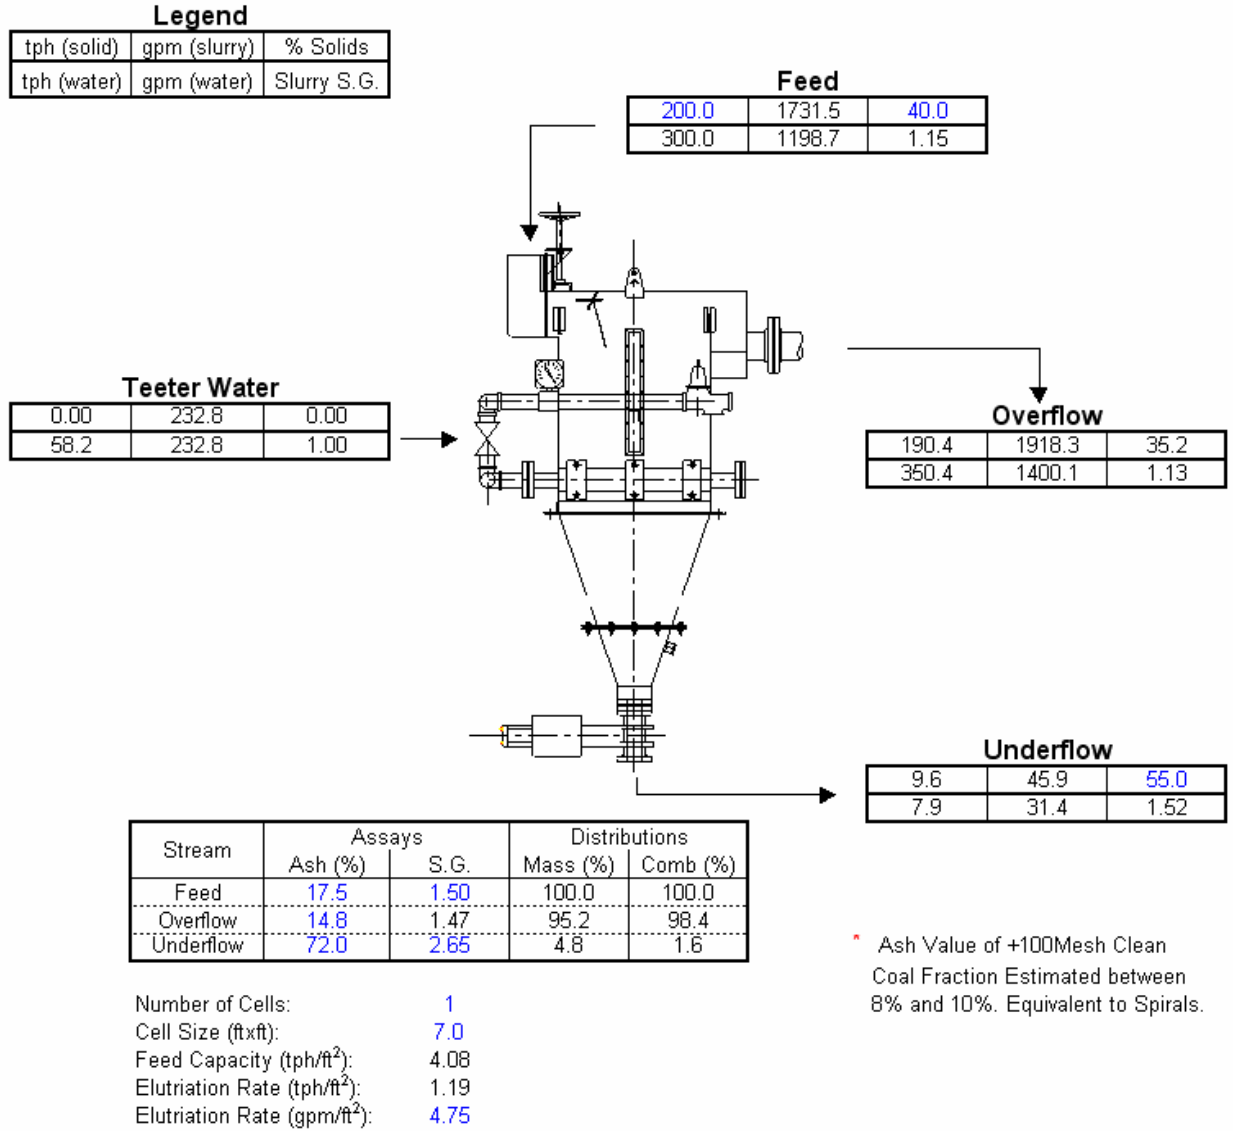 Legend
tph (solid) gpm (slurry) % Solids
tph (water) gpm (water) Slurry S.G.
Feed
200.0 1731.5 40.0
300.0 1198.7 1.15
Teeter Water
0.00 232.8 0.00
58.2 232.8 1.00
Overflow
190.4 1918.3 35.2
350.4 1400.1 1.13
Underflow
9.6 45.9 55.0
7.9 31.4 1.52
Stream Assays Distributions
Ash (%) S.G. Mass (%) Comb (%)
Feed 17.5 1.50 100.0 100.0
Overflow 14.8 1.47 95.2 98.4
Underflow 72.0 2.65 4.8 1.6
* Ash Value of +100Mesh Clean
Coal Fraction Estimated between
8% and 10%. Equivalent to Spirals.
Number of Cells: 1
Cell Size (ftxft): 7.0
Feed Capacity (tph/ft²): 4.08
Elutriation Rate (tph/ft²): 1.19
Elutriation Rate (gpm/ft²): 4.75